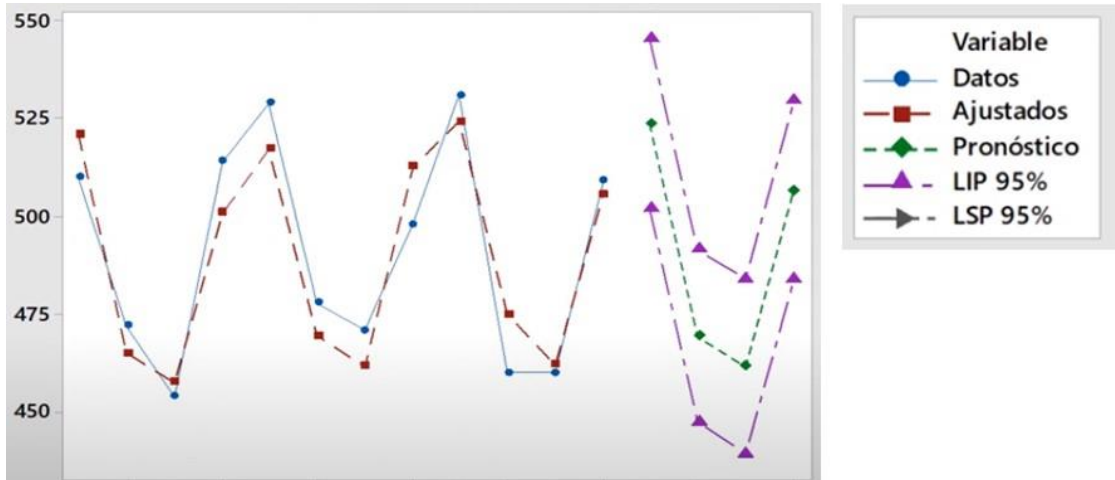 550
525
500
475
450
Variable
Datos
Ajustados
Pronóstico
LIP 95%
LSP 95%